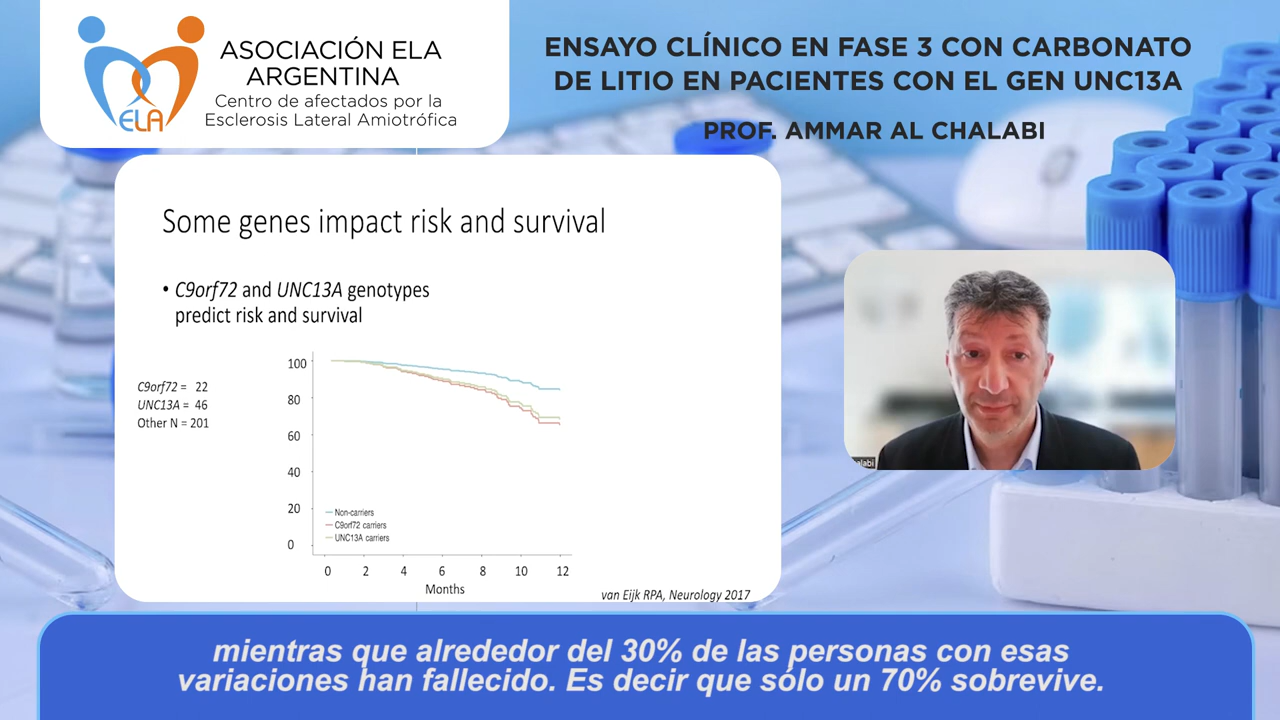 ELA
ASOCIACIÓN ELA
ARGENTINA
Centro de afectados por la
Esclerosis Lateral Amiotrófica
ENSAYO CLÍNICO EN FASE 3 CON CARBONATO
DE LITIO EN PACIENTES CON EL GEN UNC13A
PROF. AMMAR AL CHALABI
Some genes impact risk and survival
• C9orf72 and UNC13A genotypes
predict risk and survival
C9orf72 = 22
UNC13A = 46
Other N = 201
100
80
60
40
20
0
Non-carriers
C9orf72 carriers
UNC13A carriers
0 2 4 6 8 10 12
Months
van Eijk RPA, Neurology 2017
alabi
mientras que alrededor del 30% de las personas con esas
variaciones han fallecido. Es decir que sólo un 70% sobrevive.